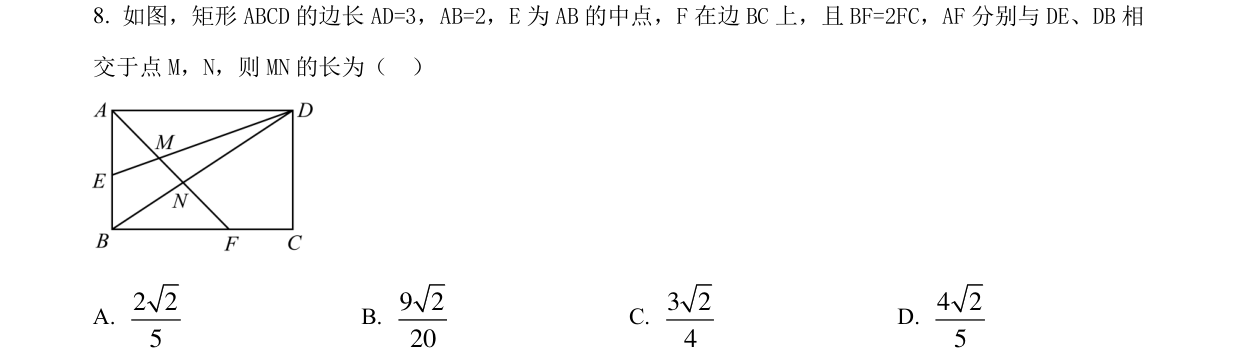 8. 如图，矩形 ABCD 的边长 AD=3，AB=2，E 为 AB 的中点，F 在边 BC 上，且 BF=2FC，AF 分别与 DE、DB 相
交于点 M，N，则 MN 的长为（ ）
A D
M
E
N
B F C
A. 2√2/5 B. 9√2/20 C. 3√2/4 D. 4√2/5